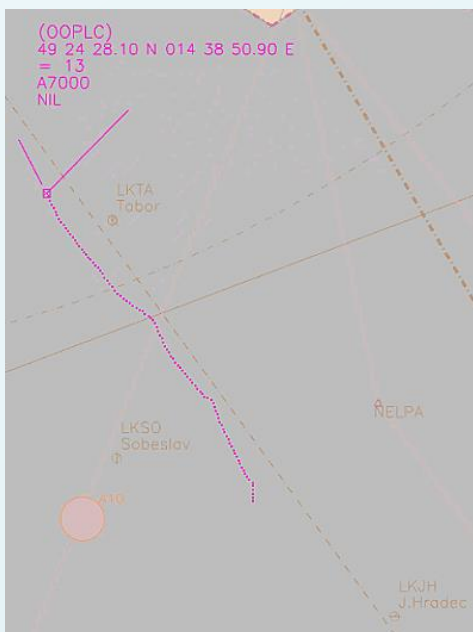 (OOPLC)
49 24 28.10 N 014 38 50.90 E
= 13
A7000
NIL
LKTA
Tabor
NELPA
LKSO
Sobeslav
A10
LKJH
J.Hradec